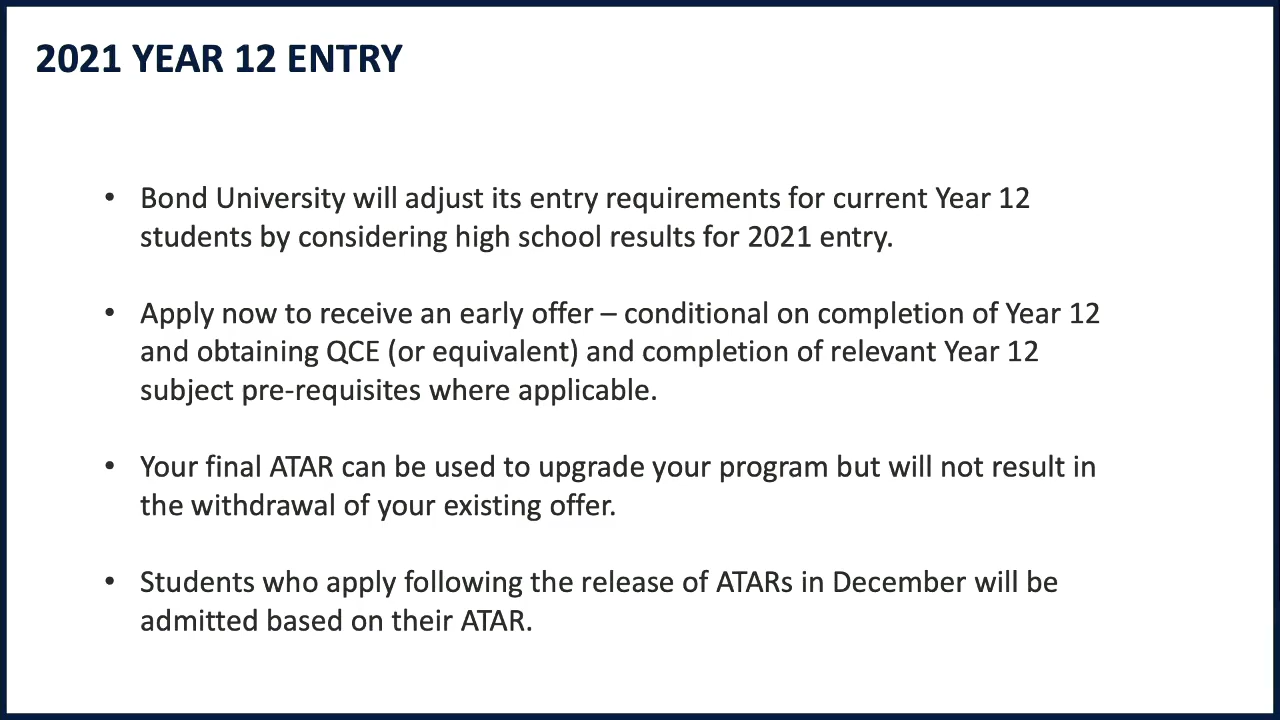 2021 YEAR 12 ENTRY
• Bond University will adjust its entry requirements for current Year 12
students by considering high school results for 2021 entry.
• Apply now to receive an early offer – conditional on completion of Year 12
and obtaining QCE (or equivalent) and completion of relevant Year 12
subject pre-requisites where applicable.
• Your final ATAR can be used to upgrade your program but will not result in
the withdrawal of your existing offer.
• Students who apply following the release of ATARs in December will be
admitted based on their ATAR.